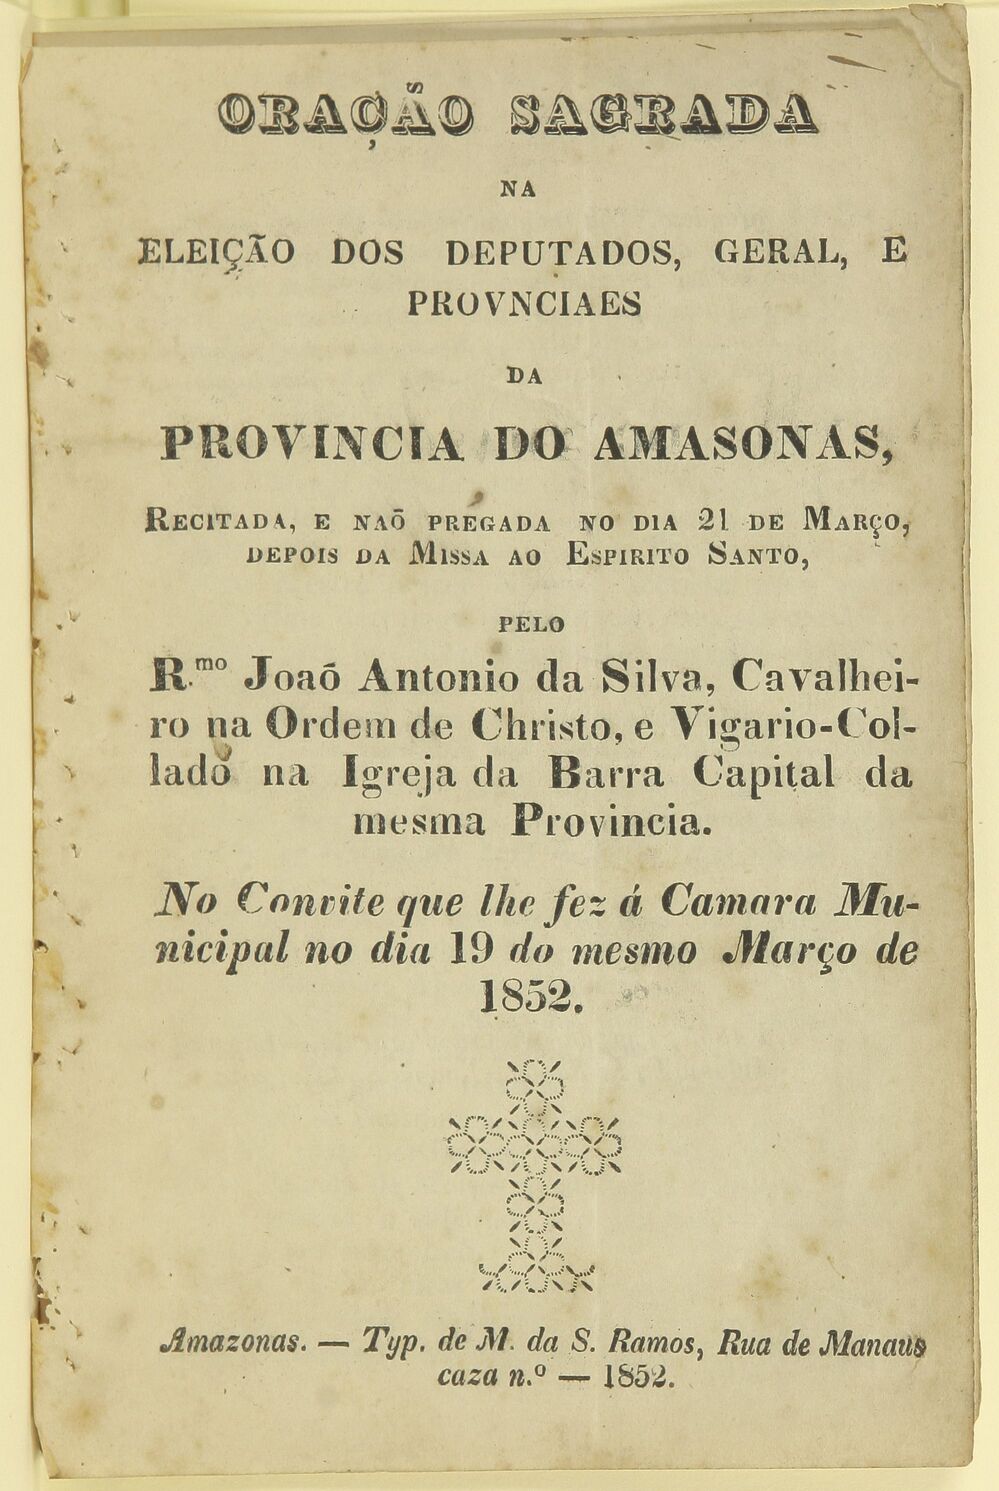 ORAÇÃO SAGRADA
NA
ELEIÇÃO DOS DEPUTADOS, GERAL, E
PROVNCIAES
DA
PROVINCIA DO AMASONAS,
RECITADA, E NAÕ PRÉGADA NO DIA 21 DE MARÇO,
DEPOIS DA MISSA AO ESPIRITO SANTO,
PELO
R.mo Joaõ Antonio da Silva, Cavalhei-
ro na Ordem de Christo, e Vigario-Col-
lado na Igreja da Barra Capital da
mesma Provincia.
No Convite que lhe fez á Camara Mu-
nicipal no dia 19 do mesmo Março de
1852.
Amazonas. — Typ. de M. da S. Ramos, Rua de Manaus
caza n.º — 1852.